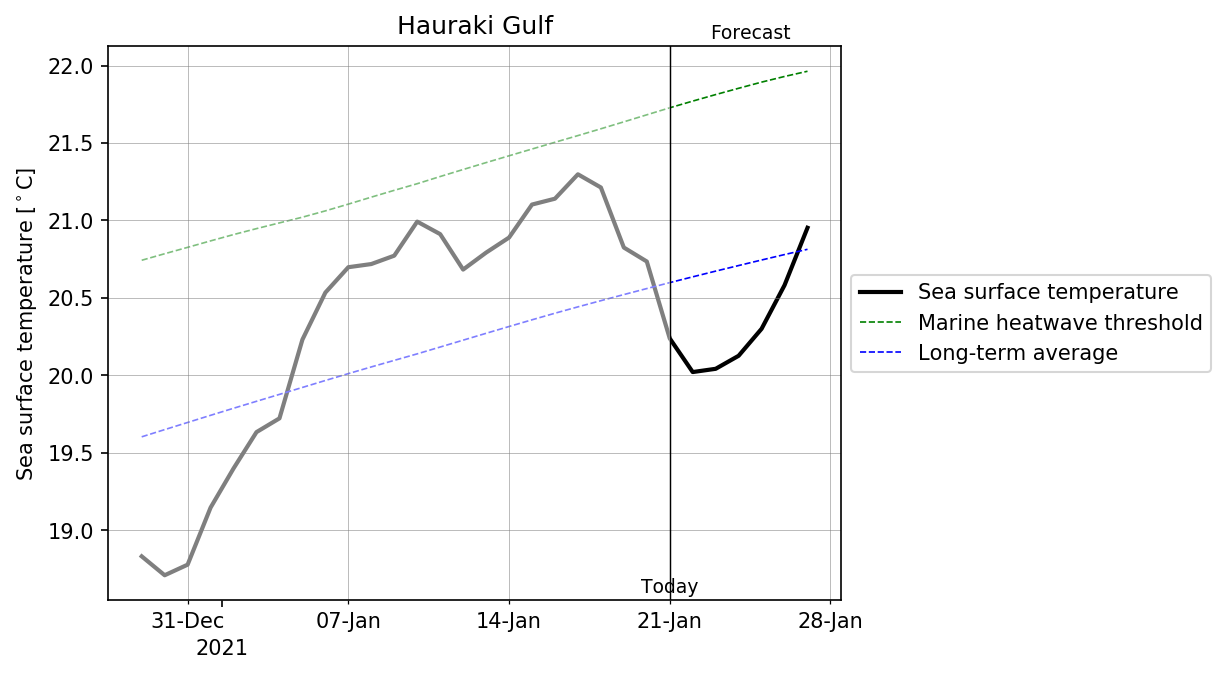 Hauraki Gulf
Forecast
Sea surface temperature [°C]
22.0
21.5
21.0
20.5
20.0
19.5
19.0
Today
31-Dec 07-Jan 14-Jan 21-Jan 28-Jan
2021
Sea surface temperature
Marine heatwave threshold
Long-term average